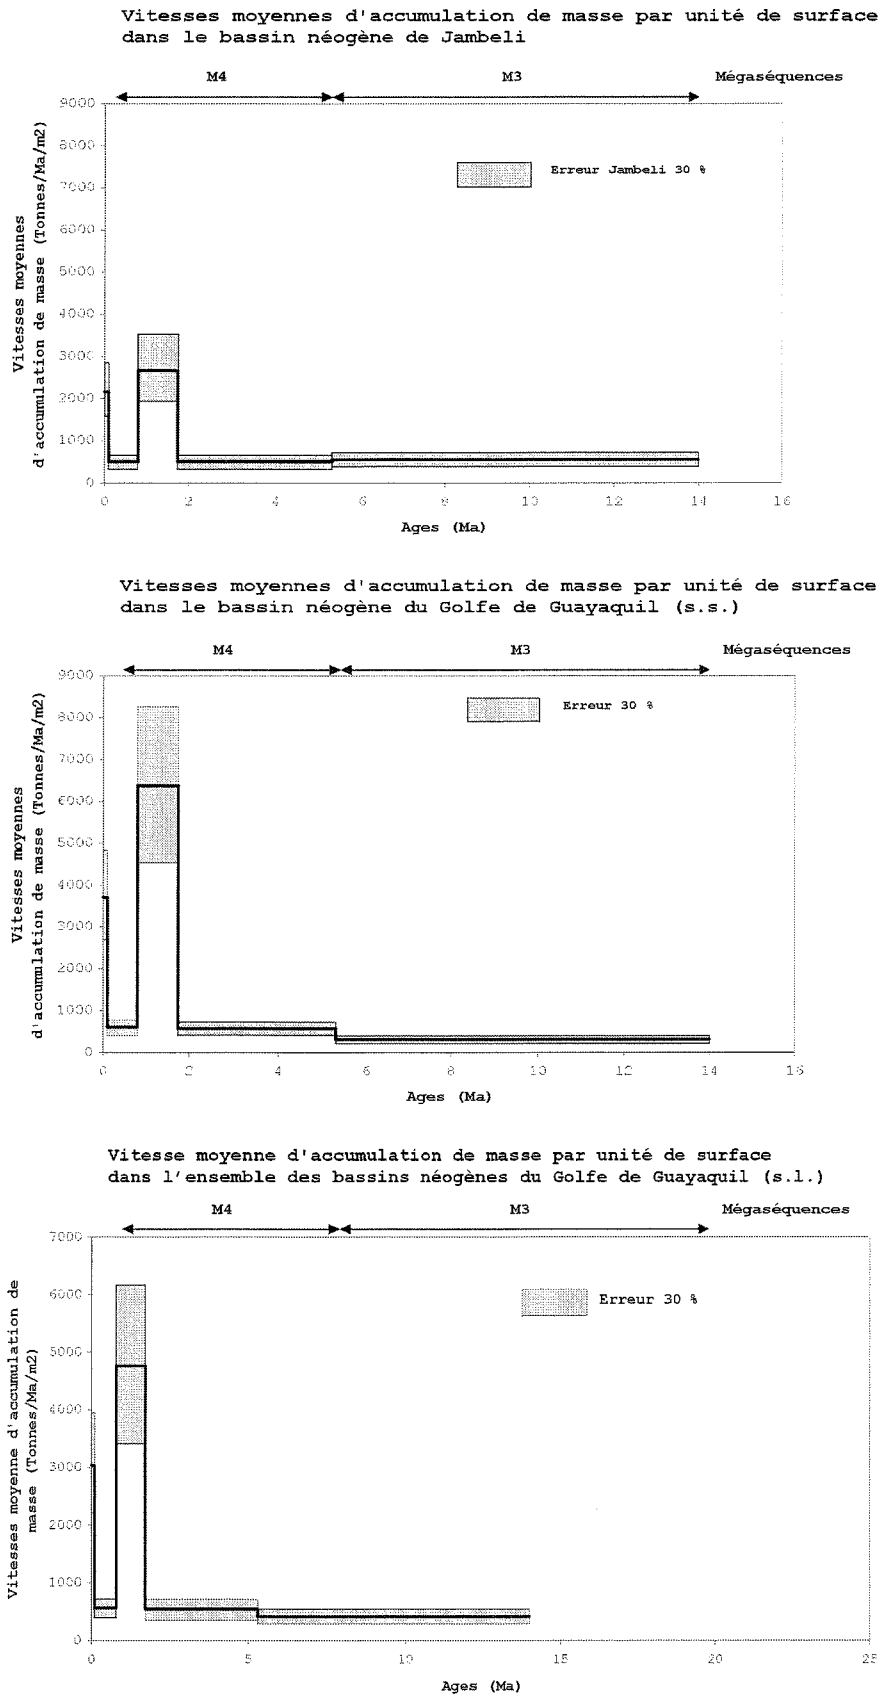 Vitesses moyennes d'accumulation de masse par unité de surface
dans le bassin néogène de Jambeli
M4
M3
Mégaséquences
9000
8000
7000
6000
5000
4000
3000
2000
1000
0
Vitesses moyennes
d'accumulation de masse (Tonnes/Ma/m2)
Erreur Jambeli 30 %
0 2 4 6 8 10 12 14 16
Ages (Ma)
Vitesses moyennes d'accumulation de masse par unité de surface
dans le bassin néogène du Golfe de Guayaquil (s.s.)
M4
M3
Mégaséquences
9000
8000
7000
6000
5000
4000
3000
2000
1000
0
Vitesses moyennes
d'accumulation de masse (Tonnes/Ma/m2)
Erreur 30 %
0 2 4 6 8 10 12 14 16
Ages (Ma)
Vitesse moyenne d'accumulation de masse par unité de surface
dans l'ensemble des bassins néogènes du Golfe de Guayaquil (s.l.)
M4
M3
Mégaséquences
7000
6000
5000
4000
3000
2000
1000
0
Vitesses moyenne d'accumulation de
masse (Tonnes/Ma/m2)
Erreur 30 %
0 5 10 15 20 25
Ages (Ma)